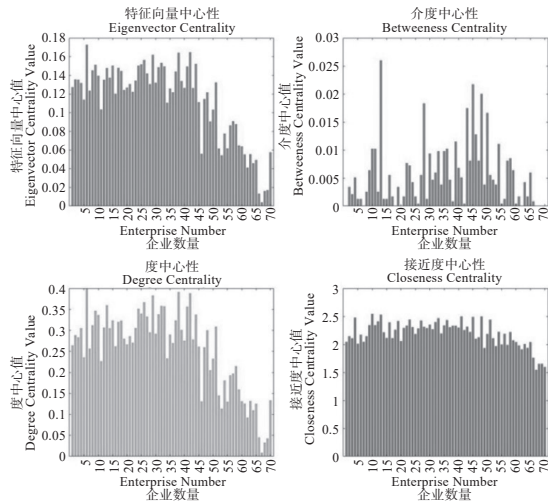 特征向量中心性
Eigenvector Centrality
特征向量中心值
Eigenvector Centrality Value
0.18
0.16
0.14
0.12
0.10
0.08
0.06
0.04
0.02
0
5 10 15 20 25 30 35 40 45 50 55 60 65 70
Enterprise Number
企业数量
介度中心性
Betweeness Centrality
介度中心值
Betweeness Centrality Value
0.03
0.025
0.02
0.015
0.01
0.005
0
5 10 15 20 25 30 35 40 45 50 55 60 65 70
Enterprise Number
企业数量
度中心性
Degree Centrality
度中心值
Degree Centrality Value
0.4
0.35
0.3
0.25
0.2
0.15
0.1
0.05
0
5 10 15 20 25 30 35 40 45 50 55 60 65 70
Enterprise Number
企业数量
接近度中心性
Closeness Centrality
接近度中心值
Closeness Centrality Value
3
2.5
2
1.5
1
0.5
0
5 10 15 20 25 30 35 40 45 50 55 60 65 70
Enterprise Number
企业数量